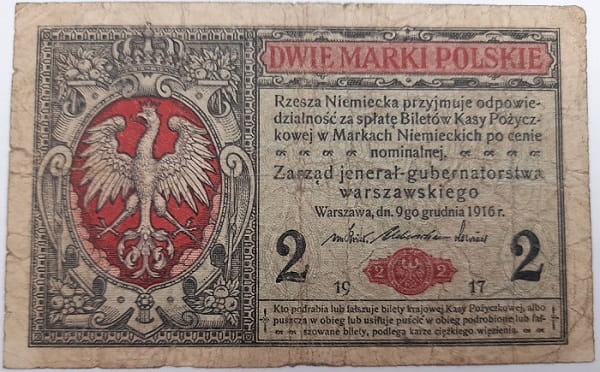 DWIE MARKI POLSKIE
Rzesza Niemiecka przyjmuje odpowie-
dzialność za spłatę Biletów Kasy Pożycz-
kowej w Markach Niemieckich po cenie
nominalnej.
Zarząd jenerał-gubernatorstwa
warszawskiego
Warszawa, dn. 9go grudnia 1916 r.
2 2
19 2 2 17
Kto podrabia lub fałszuje bilety krajowej Kasy Pożyczkowej, albo
puszcza w obieg lub usiłuje puścić w obieg podrobione lub fał-
szowane bilety, podlega karze ciężkiego więzienia.